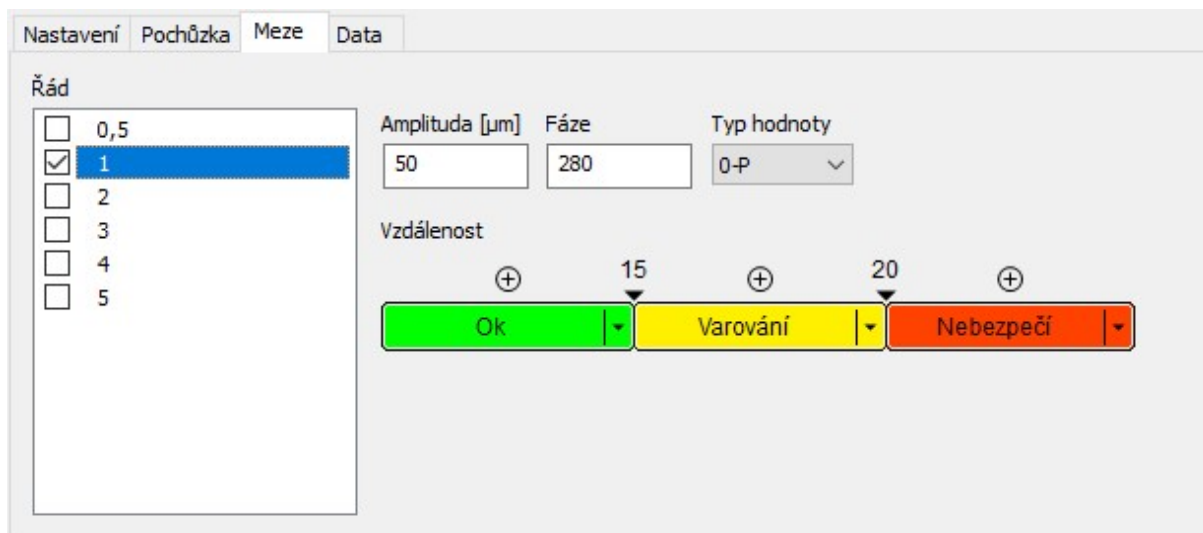 Nastavení Pochůzka Meze Data
Řád
0,5
1
2
3
4
5
Amplituda [µm] Fáze Typ hodnoty
50 280 0-P
Vzdálenost
15 20
Ok Varování Nebezpečí